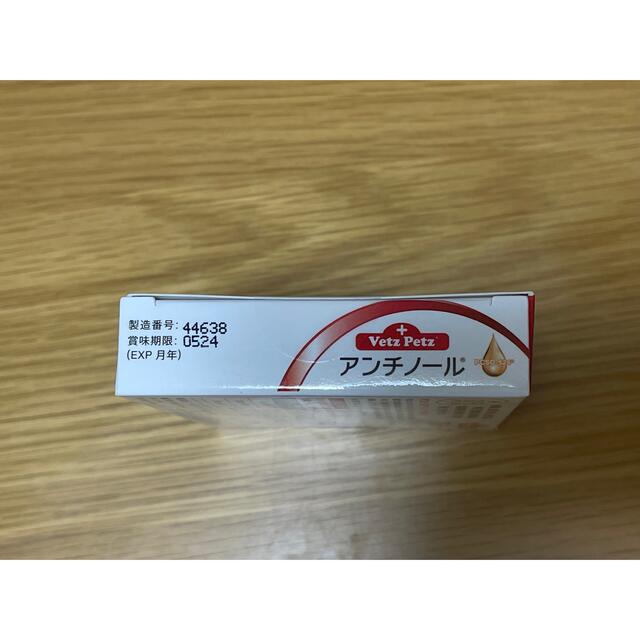 製造番号: 44638
賞味期限: 0524
(EXP 月年)
Vetz Petz®
アンチノール®